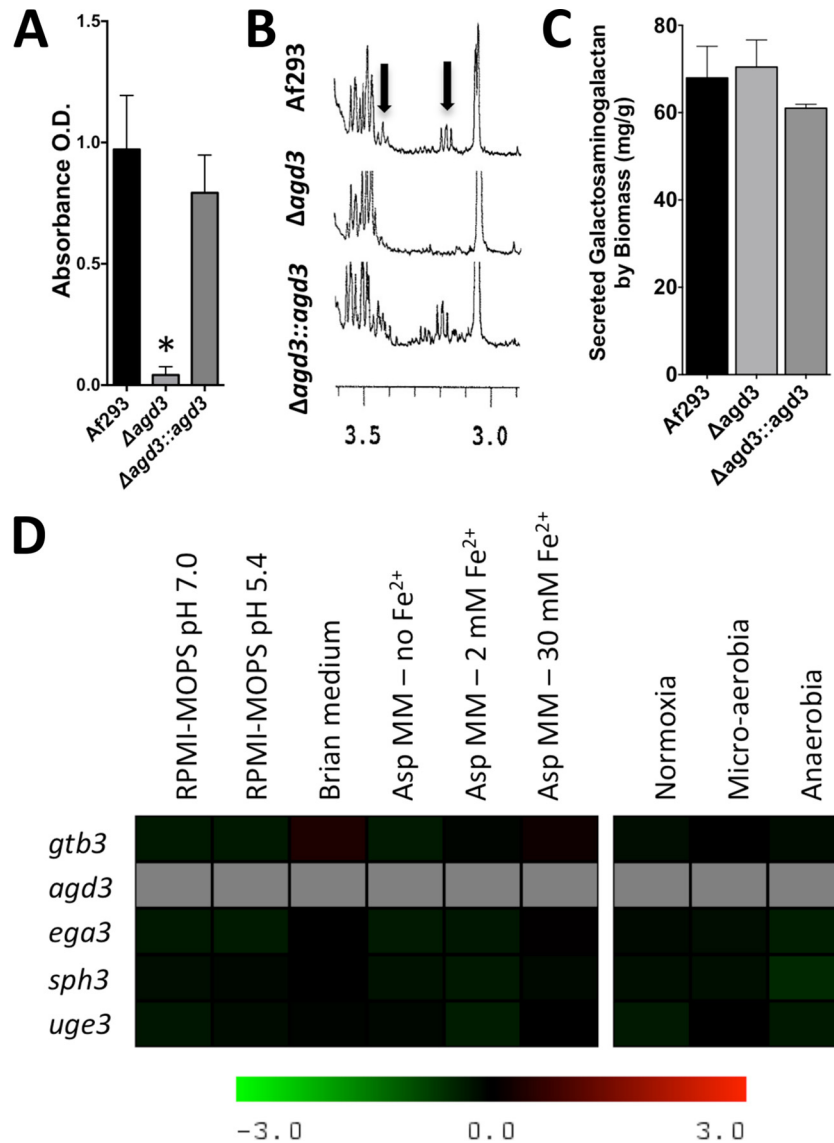 A
Absorbance O.D.
1.5
1.0
0.5
0.0
*
Af293
Δagd3
Δagd3::agd3
B
Af293
Δagd3
Δagd3::agd3
3.5
3.0
C
Secreted Galactosaminogalactan
by Biomass (mg/g)
80
60
40
20
0
Af293
Δagd3
Δagd3::agd3
D
RPMI-MOPS pH 7.0
RPMI-MOPS pH 5.4
Brian medium
Asp MM – no Fe²⁺
Asp MM – 2 mM Fe²⁺
Asp MM – 30 mM Fe²⁺
Normoxia
Micro-aerobia
Anaerobia
gtb3
agd3
ega3
sph3
uge3
-3.0
0.0
3.0